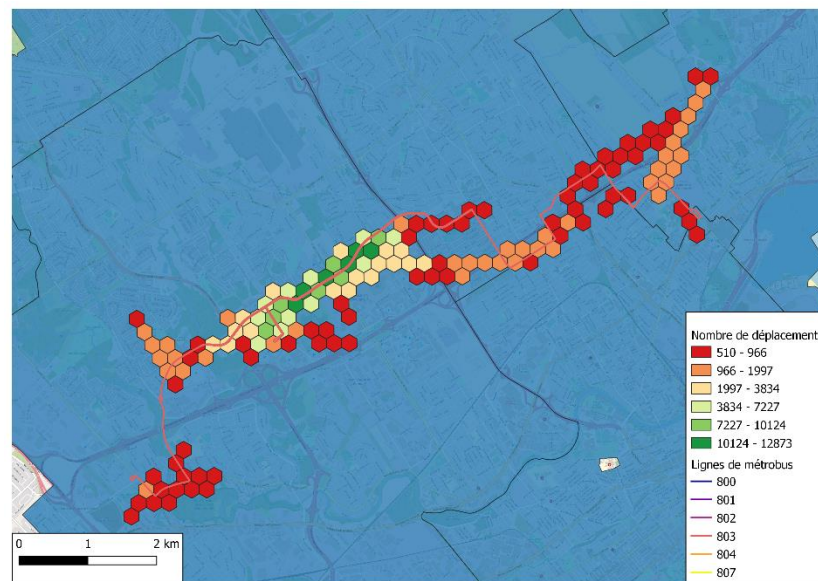 Nombre de déplacement
510 - 966
966 - 1997
1997 - 3834
3834 - 7227
7227 - 10124
10124 - 12873
Lignes de métrobus
800
801
802
803
804
807
0 1 2 km